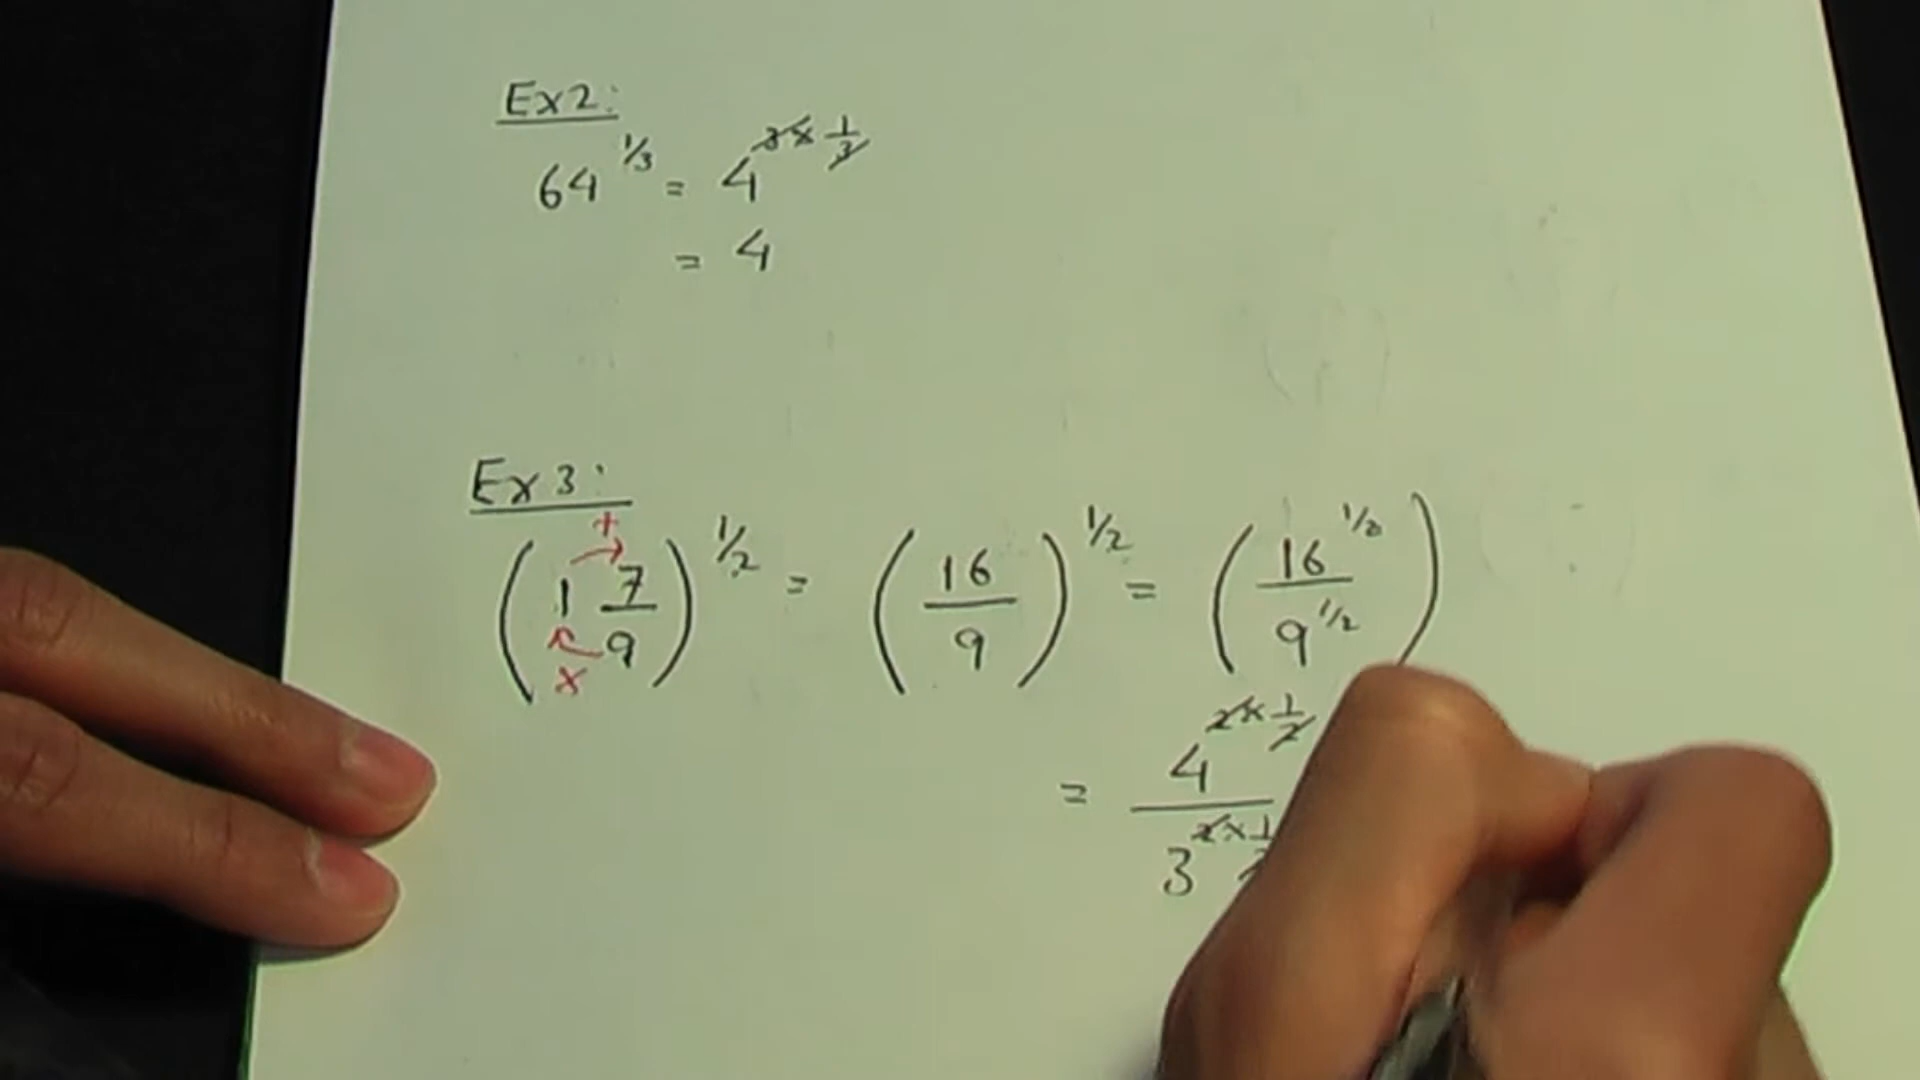 Ex2:
64^1/3 = 4^3×1/3
= 4
Ex3:
(1 7/9)^1/2 = (16/9)^1/2 = (16^1/2 / 9^1/2)
+
×
= 4^2×1/2 / 3^2×1/2